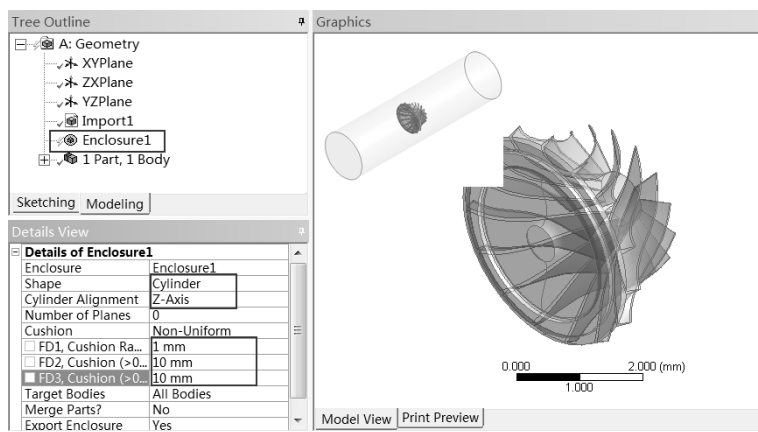 Tree Outline
A: Geometry
XYPlane
ZXPlane
YZPlane
Import1
Enclosure1
1 Part, 1 Body
Sketching Modeling
Details View
Details of Enclosure1
Enclosure Enclosure1
Shape Cylinder
Cylinder Alignment Z-Axis
Number of Planes 0
Cushion Non-Uniform
FD1, Cushion Ra... 1 mm
FD2, Cushion (>0... 10 mm
FD3, Cushion (>0... 10 mm
Target Bodies All Bodies
Merge Parts? No
Export Enclosure Yes
Graphics
0.000 2.000 (mm)
1.000
Model View Print Preview